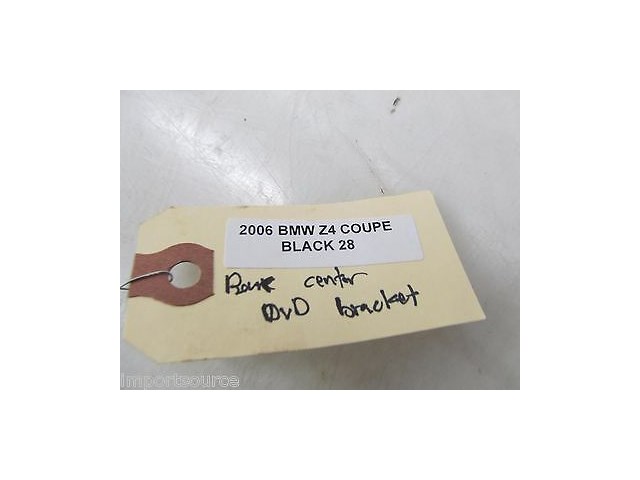 2006 BMW Z4 COUPE
BLACK 28
center
DVD bracket
importsource